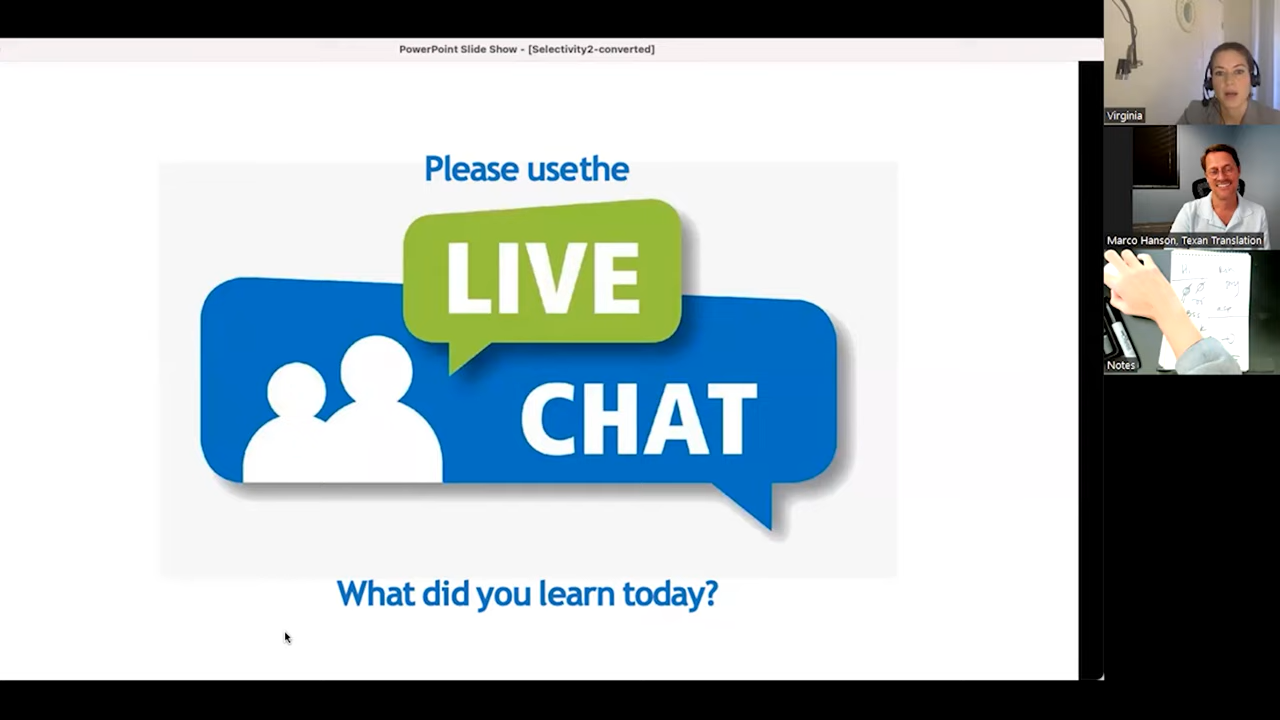 PowerPoint Slide Show - [Selectivity2-converted]
Please usethe
LIVE
CHAT
What did you learn today?
Virginia
Marco Hanson, Texan Translation
Notes